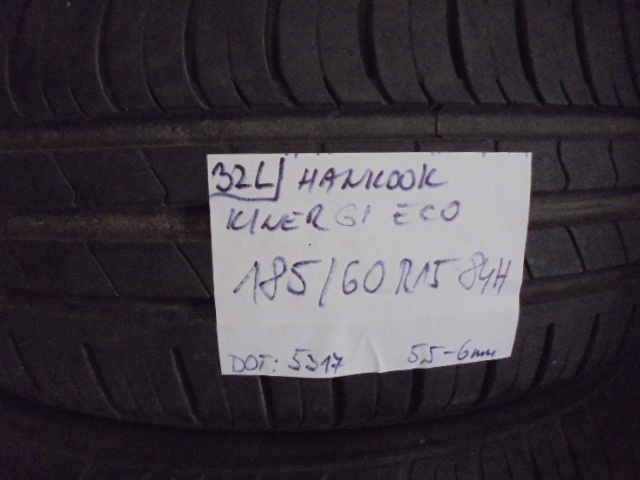 32L HANKOOK
KINERGI ECO
185/60 R15 84H
DOT: 5317 5,5-6mm